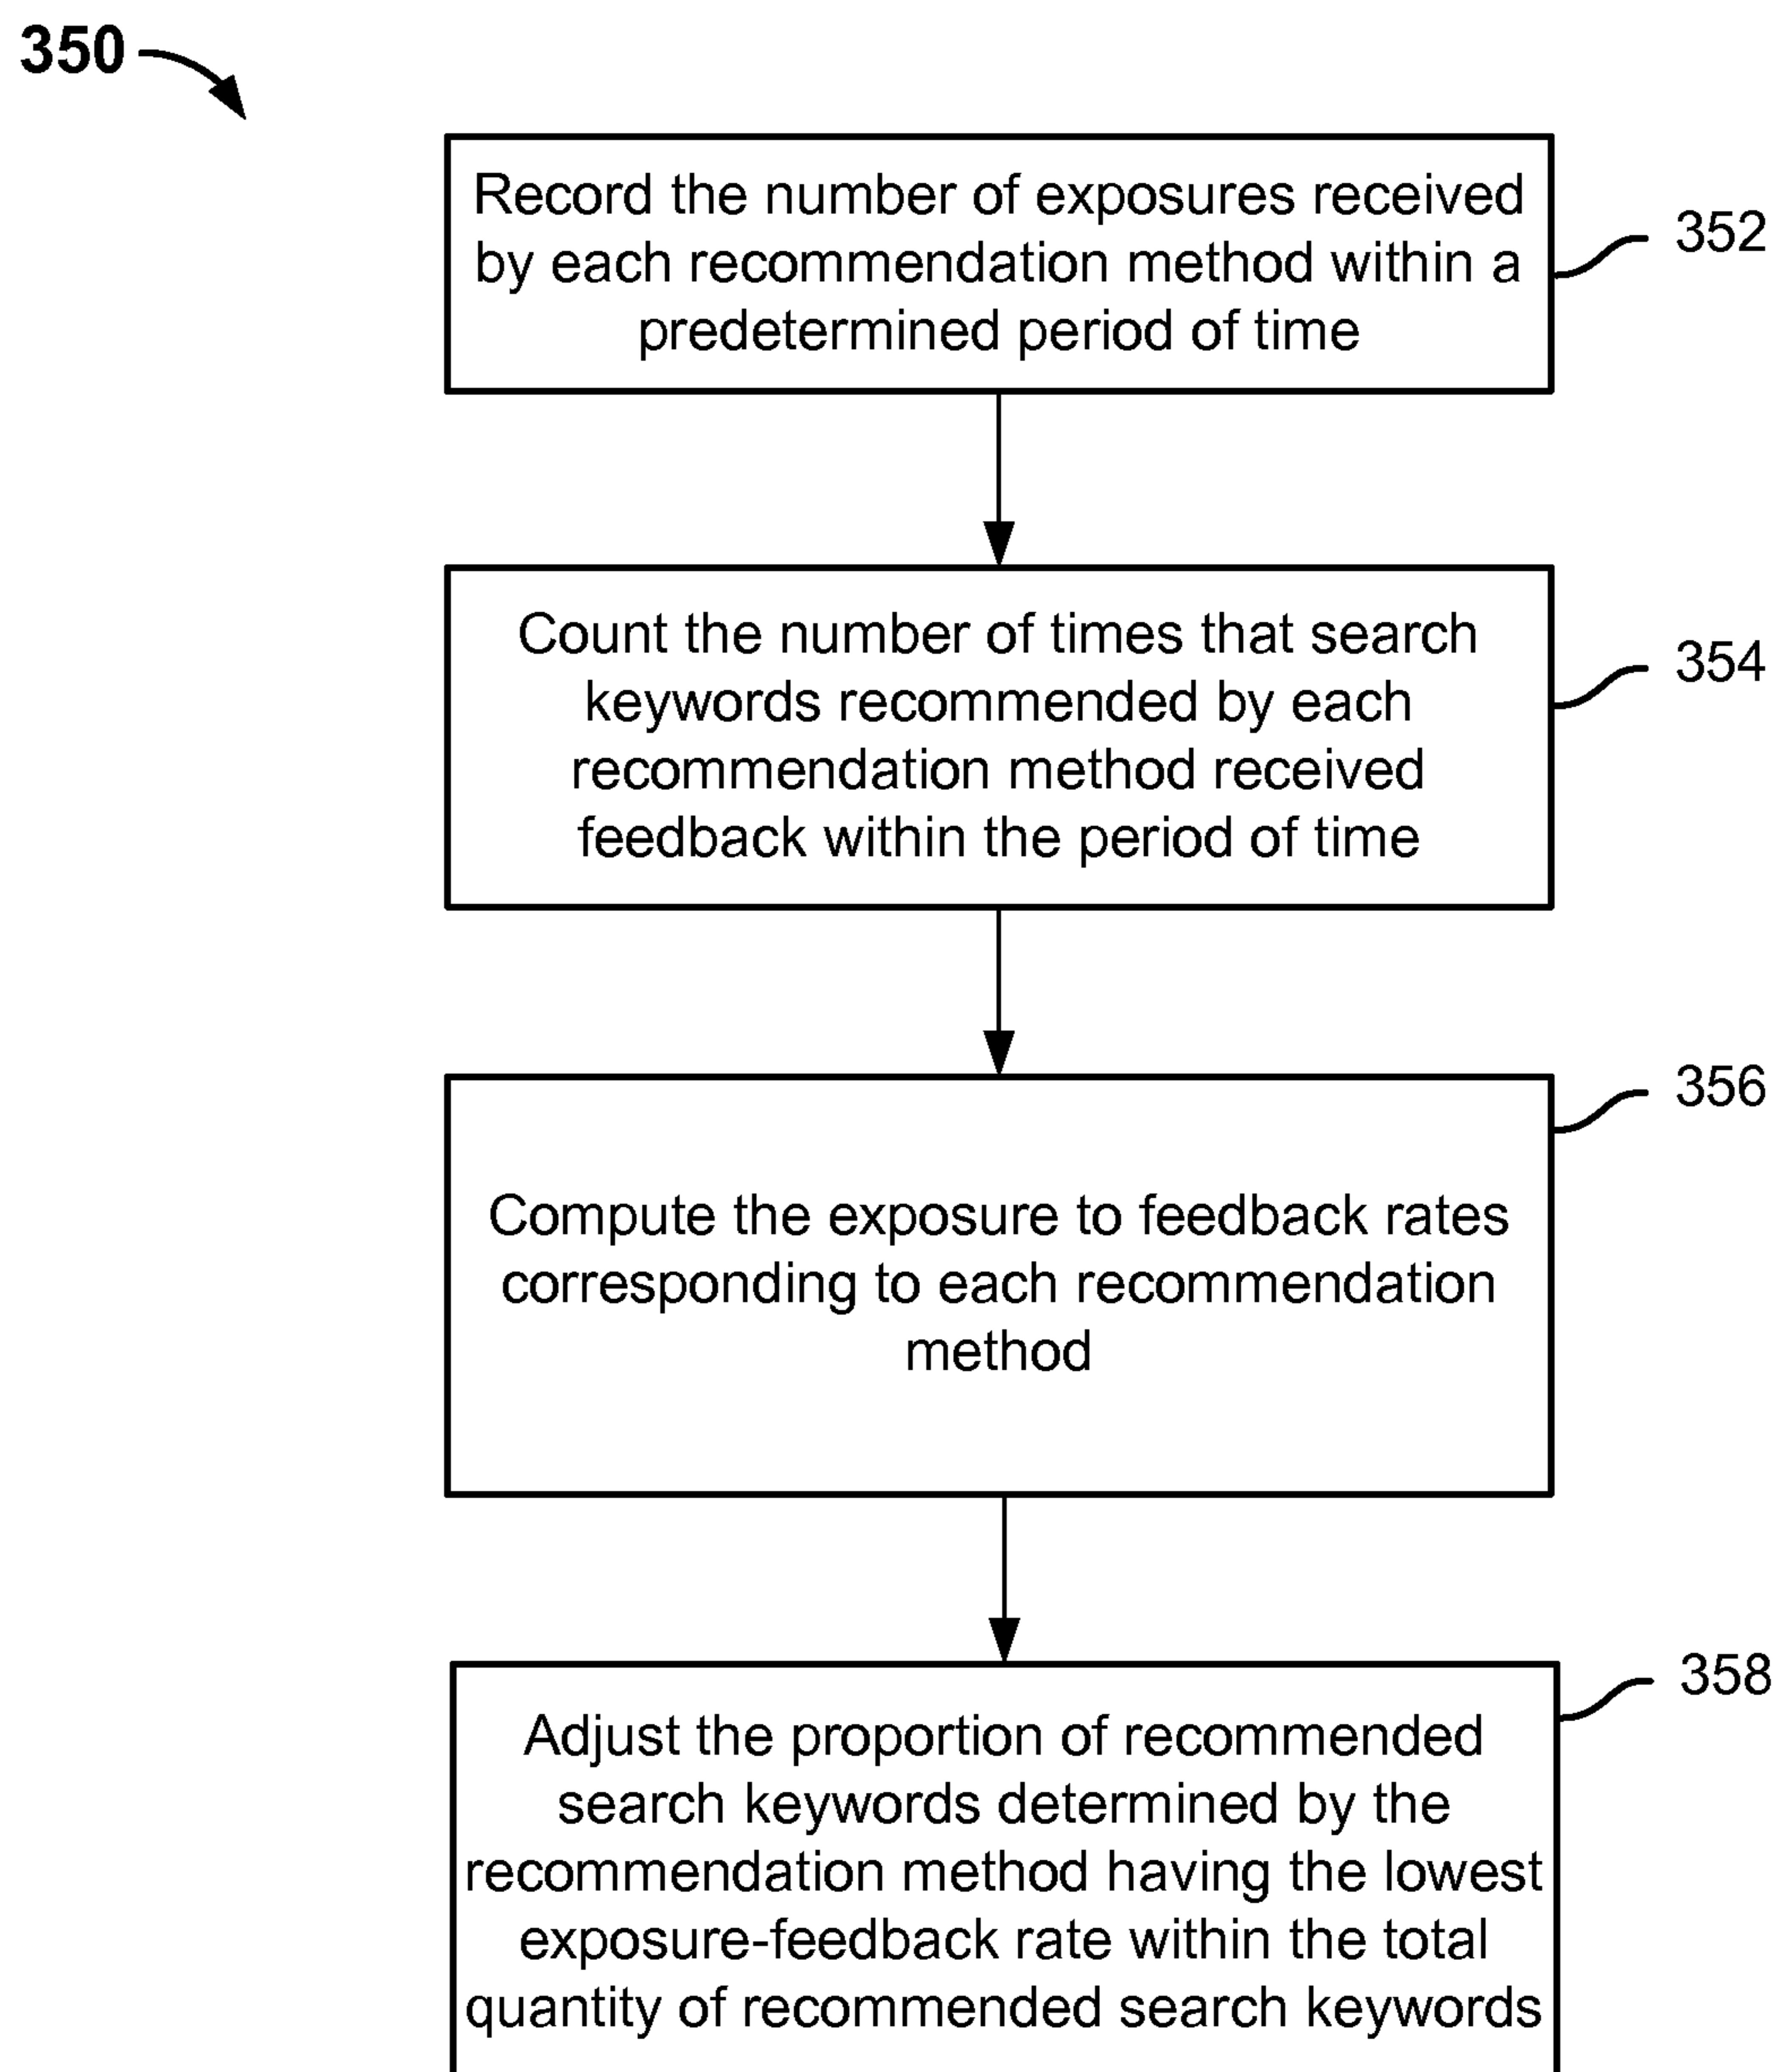 350
Record the number of exposures received
by each recommendation method within a
predetermined period of time
352
Count the number of times that search
keywords recommended by each
recommendation method received
feedback within the period of time
354
356
Compute the exposure to feedback rates
corresponding to each recommendation
method
358
Adjust the proportion of recommended
search keywords determined by the
recommendation method having the lowest
exposure-feedback rate within the total
quantity of recommended search keywords